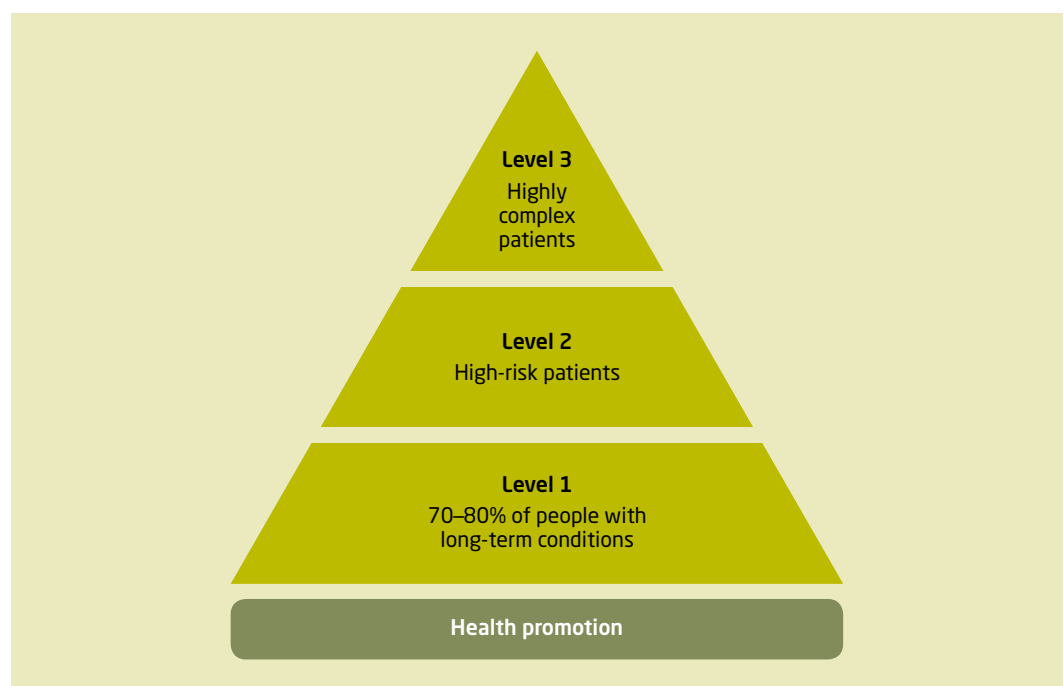 Level 3
Highly
complex
patients
Level 2
High-risk patients
Level 1
70–80% of people with
long-term conditions
Health promotion